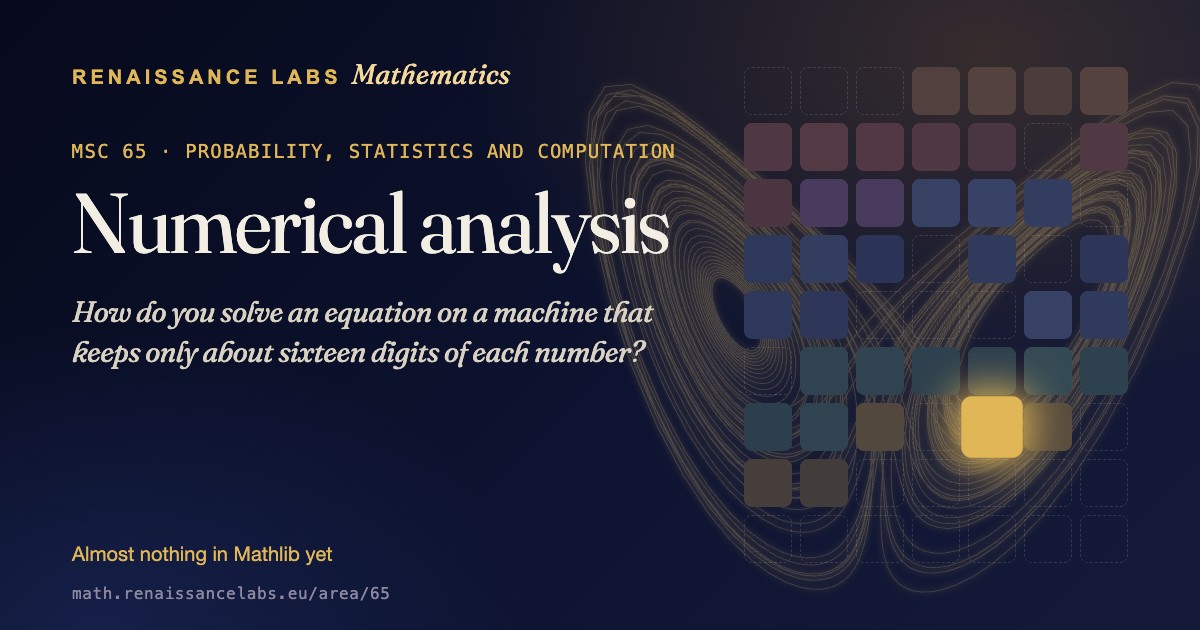 RENAISSANCE LABS Mathematics
MSC 65 · PROBABILITY, STATISTICS AND COMPUTATION
Numerical analysis
How do you solve an equation on a machine that
keeps only about sixteen digits of each number?
Almost nothing in Mathlib yet
math.renaissancelabs.eu/area/65